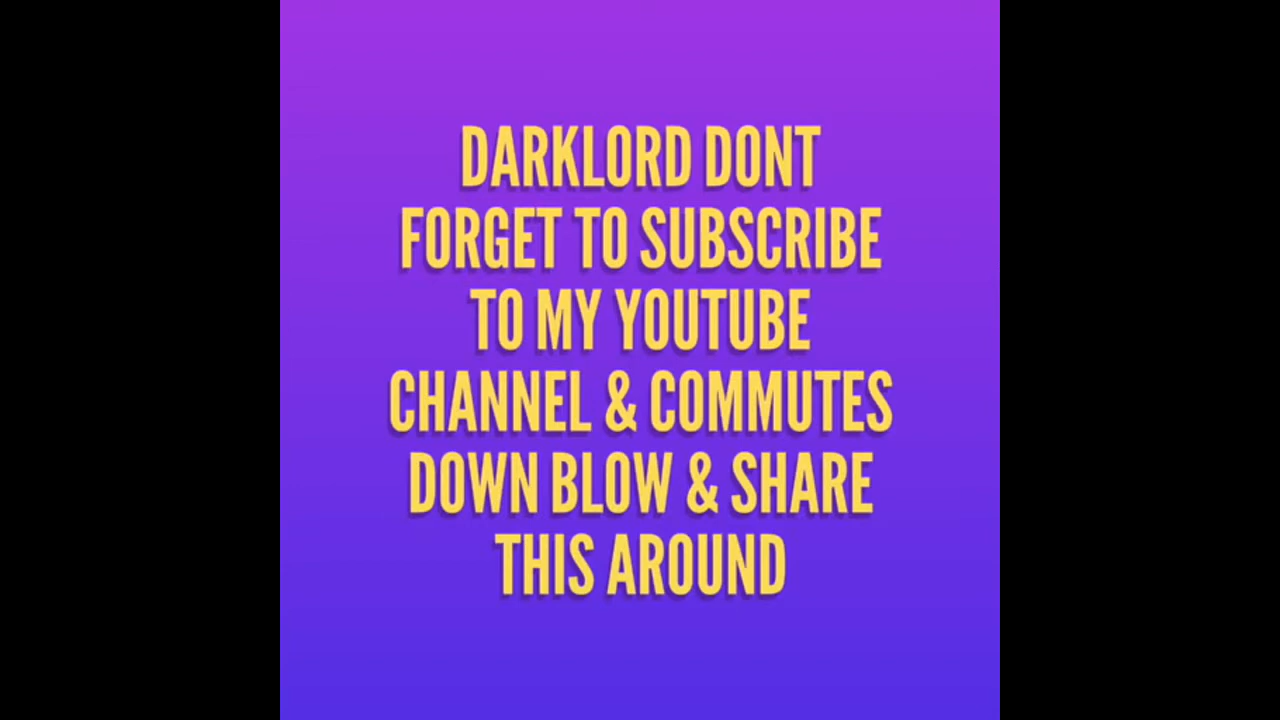 DARKLORD DONT
FORGET TO SUBSCRIBE
TO MY YOUTUBE
CHANNEL & COMMUTES
DOWN BLOW & SHARE
THIS AROUND